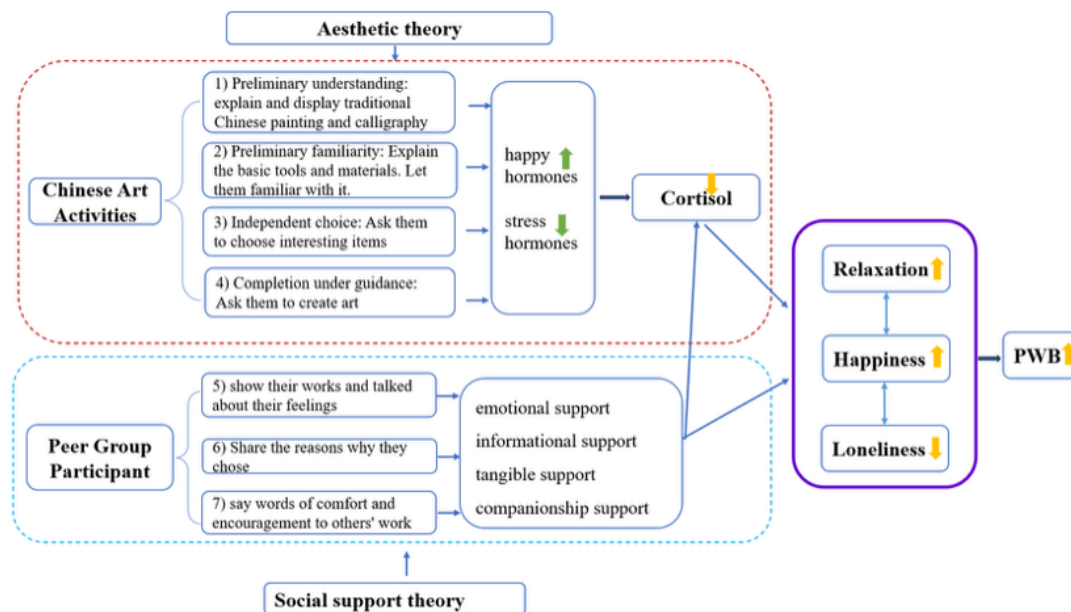 Aesthetic theory
1) Preliminary understanding:
explain and display traditional
Chinese painting and calligraphy
2) Preliminary familiarity: Explain
the basic tools and materials. Let
them familiar with it.
3) Independent choice: Ask them
to choose interesting items
4) Completion under guidance:
Ask them to create art
Chinese Art
Activities
happy
hormones
stress
hormones
Cortisol
Relaxation
Happiness
Loneliness
PWB
5) show their works and talked
about their feelings
6) Share the reasons why they
chose
7) say words of comfort and
encouragement to others' work
Peer Group
Participant
emotional support
informational support
tangible support
companionship support
Social support theory